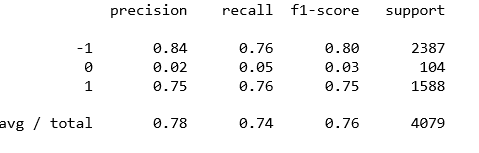 precision recall f1-score support
-1 0.84 0.76 0.80 2387
0 0.02 0.05 0.03 104
1 0.75 0.76 0.75 1588
avg / total 0.78 0.74 0.76 4079